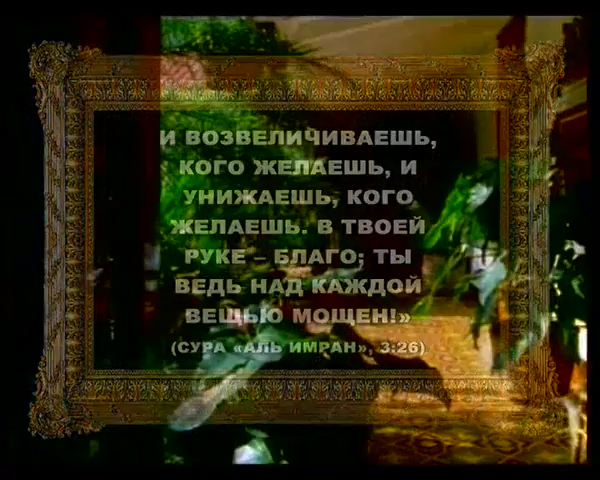 И ВОЗВЕЛИЧИВАЕШЬ,
КОГО ЖЕЛАЕШЬ, И
УНИЖАЕШЬ, КОГО
ЖЕЛАЕШЬ. В ТВОЕЙ
РУКЕ – БЛАГО; ТЫ
ВЕДЬ НАД КАЖДОЙ
ВЕЩЬЮ МОЩЕН!»
(СУРА «АЛЬ ИМРАН», 3:26)